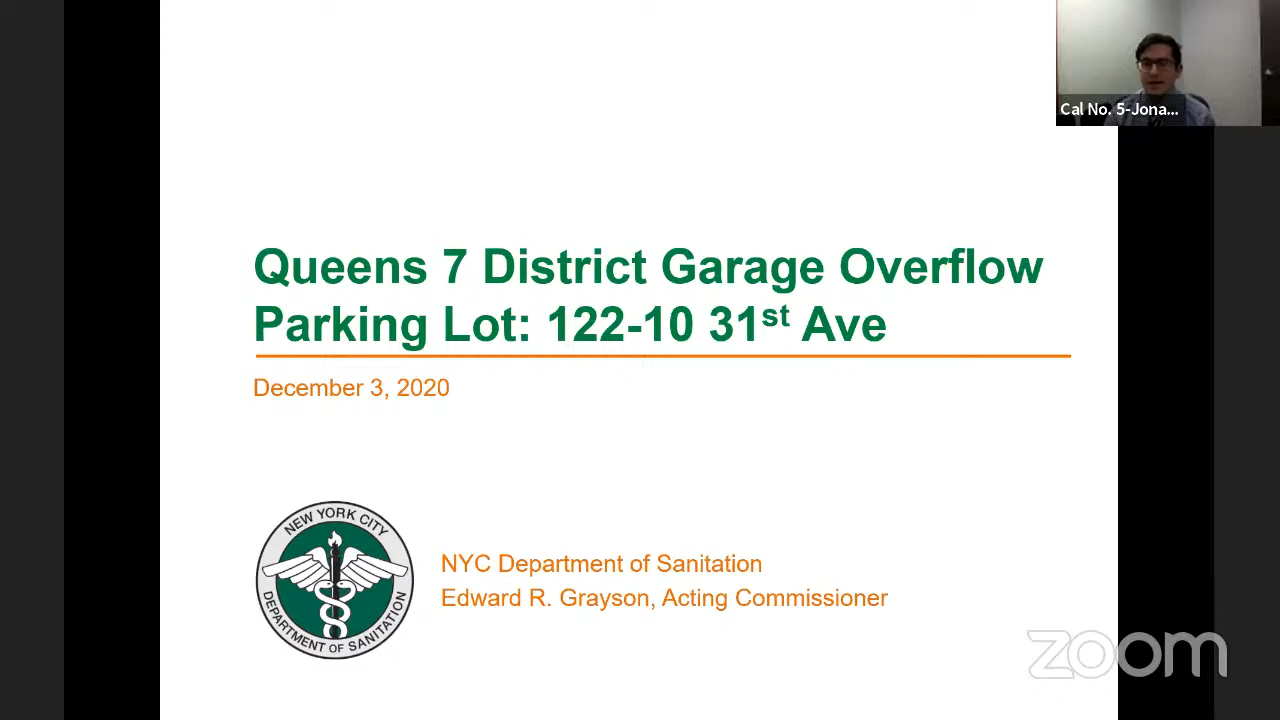 Cal No. 5-Jona...
Queens 7 District Garage Overflow
Parking Lot: 122-10 31st Ave
December 3, 2020
NEW YORK CITY
DEPARTMENT OF SANITATION
NYC Department of Sanitation
Edward R. Grayson, Acting Commissioner
zoom